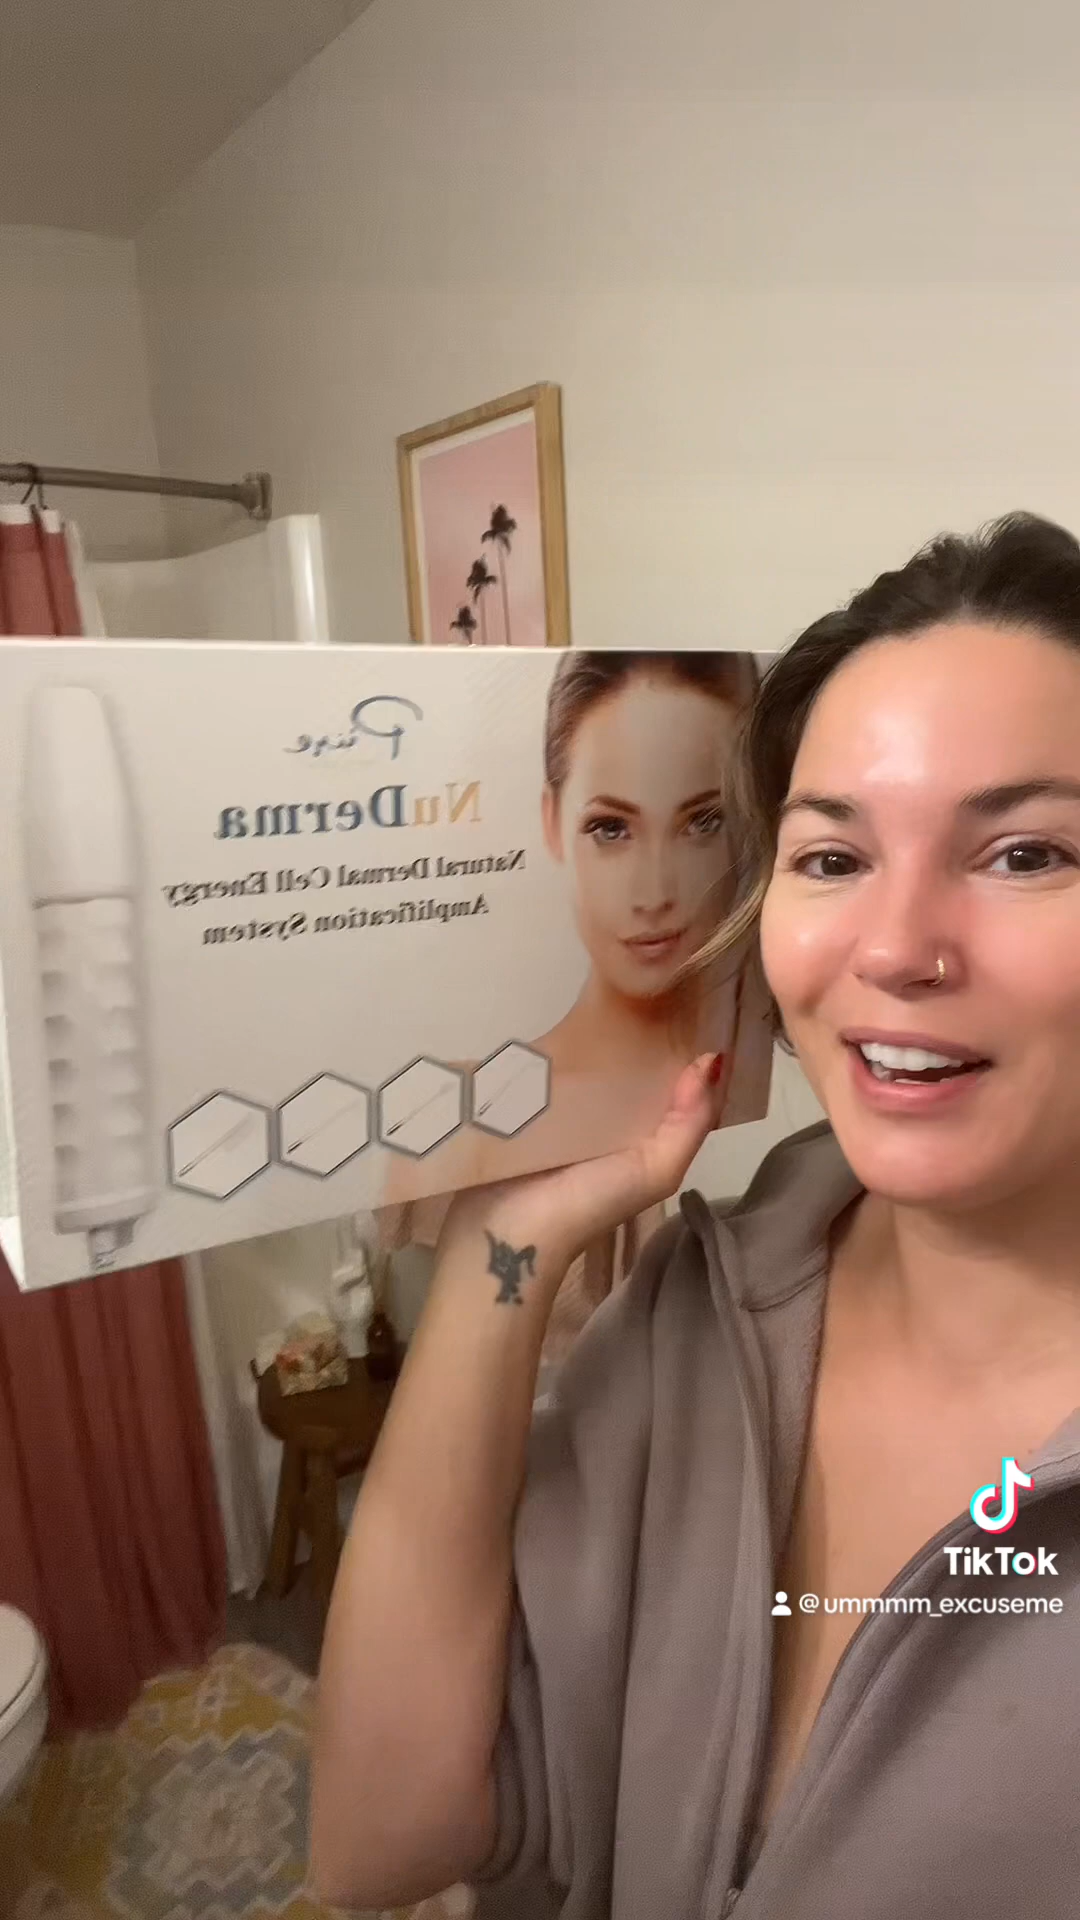 Pure
NuDerma
Natural Dermal Cell Energy
Amplification System
TikTok
@ummmm_excuseme